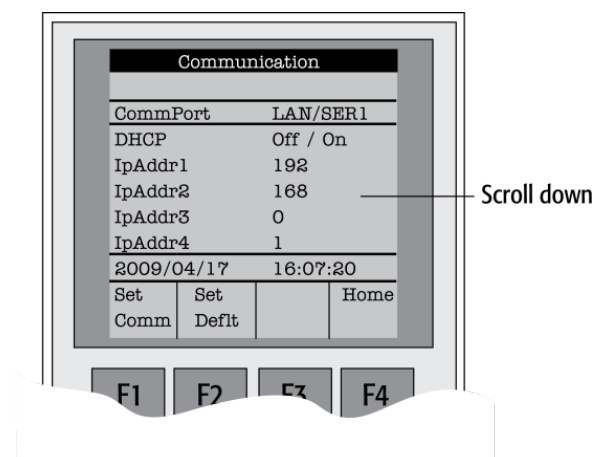 Communication
CommPort LAN/SER1
DHCP Off / On
IpAddr1 192
IpAddr2 168
Scroll down
IpAddr3 0
IpAddr4 1
2009/04/17 16:07:20
Set Set Home
Comm Deflt
F1 F2 F3 F4